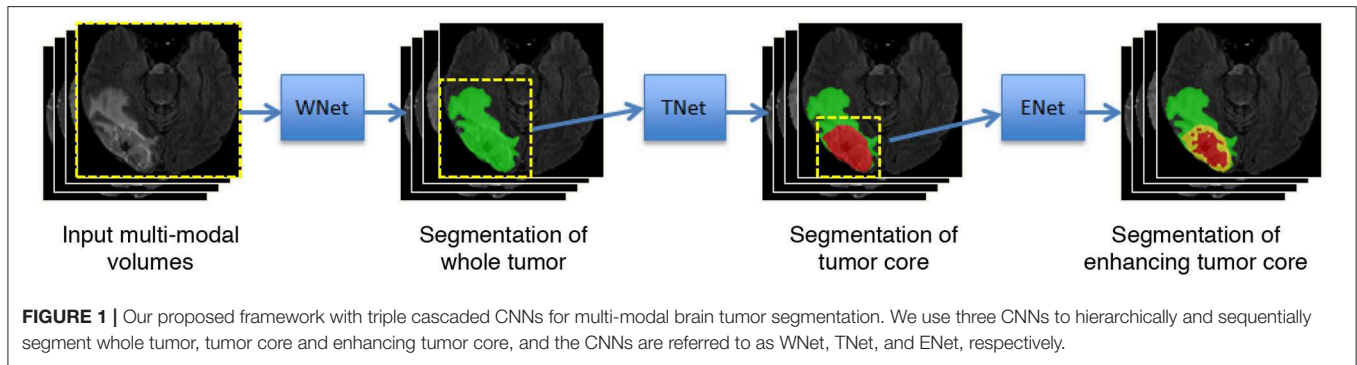 WNet
TNet
ENet
Input multi-modal
volumes
Segmentation of
whole tumor
Segmentation of
tumor core
Segmentation of
enhancing tumor core
FIGURE 1 | Our proposed framework with triple cascaded CNNs for multi-modal brain tumor segmentation. We use three CNNs to hierarchically and sequentially
segment whole tumor, tumor core and enhancing tumor core, and the CNNs are referred to as WNet, TNet, and ENet, respectively.